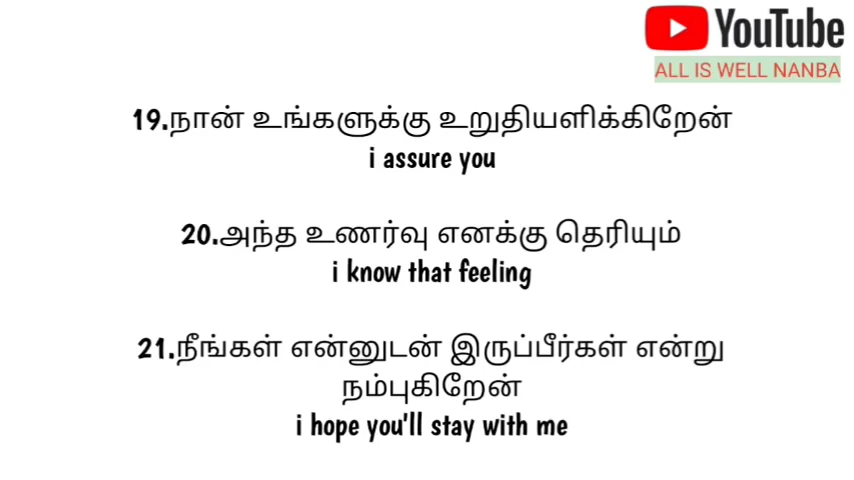 YouTube
ALL IS WELL NANBA
19.நான் உங்களுக்கு உறுதியளிக்கிறேன்
i assure you
20.அந்த உணர்வு எனக்கு தெரியும்
i know that feeling
21.நீங்கள் என்னுடன் இருப்பீர்கள் என்று
நம்புகிறேன்
i hope you'll stay with me